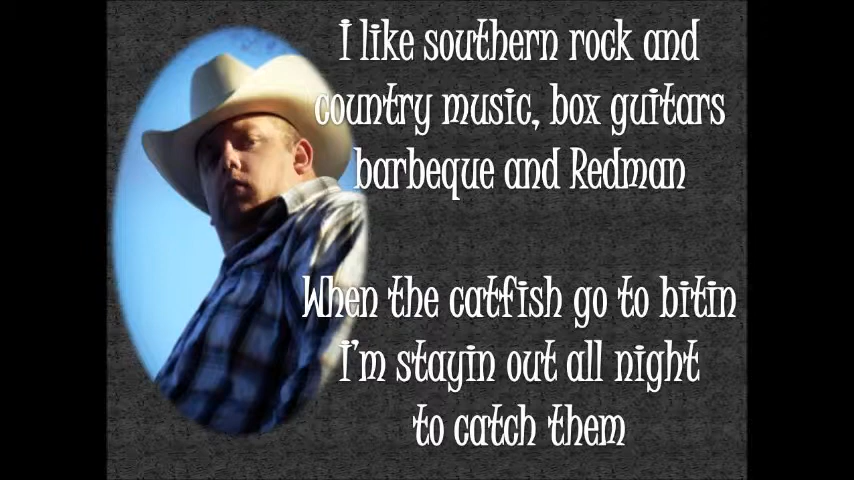 I like southern rock and
country music, box guitars
barbeque and Redman
When the catfish go to bitin
I'm stayin out all night
to catch them